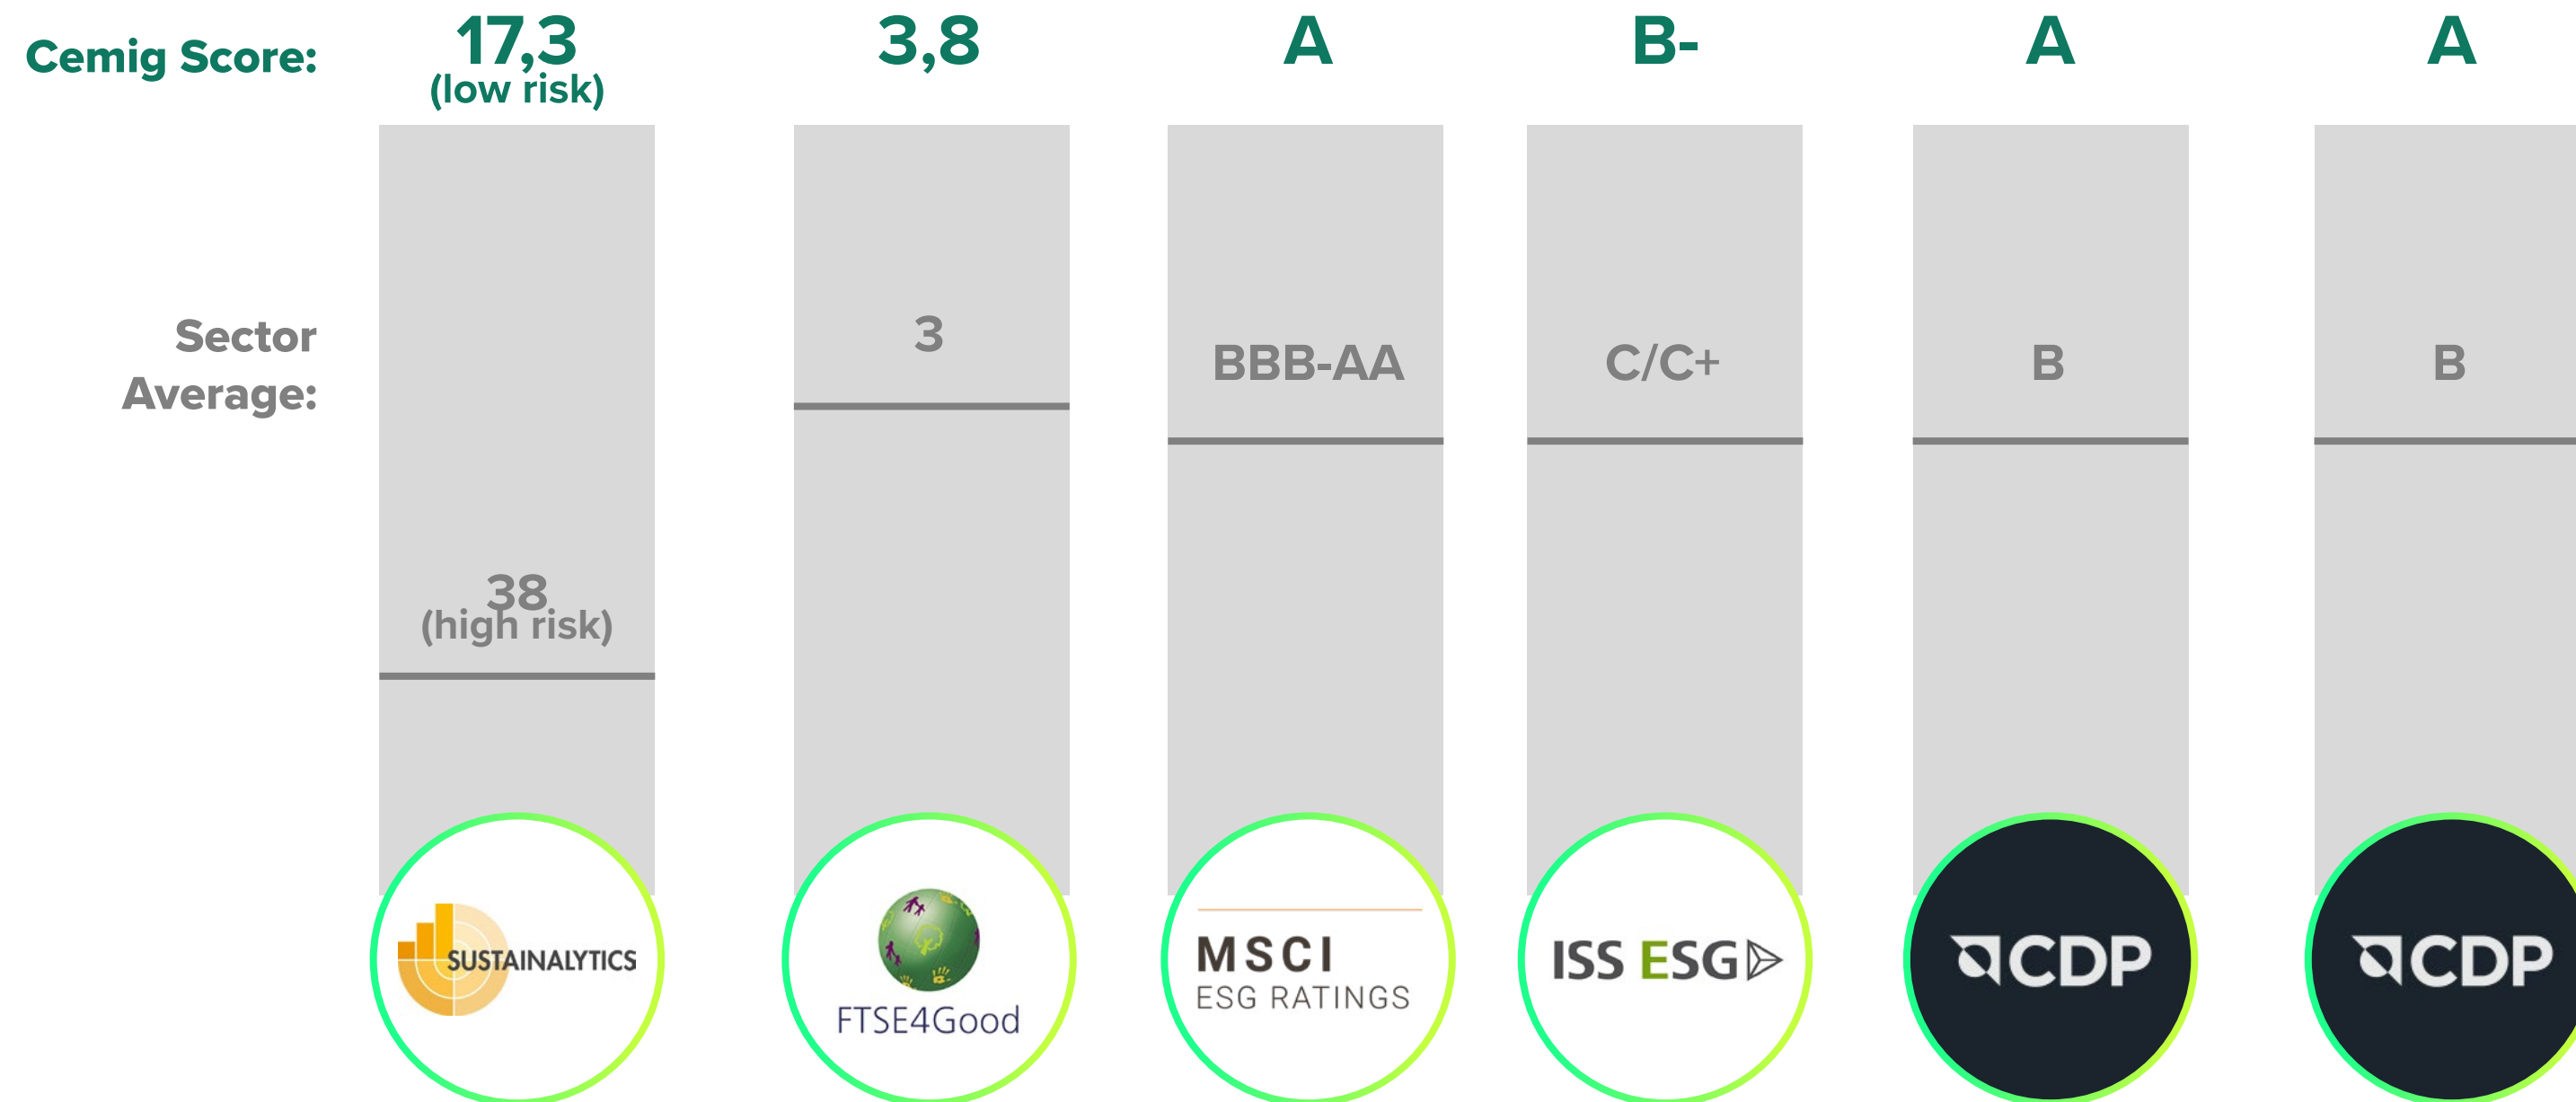 Cemig Score:
17,3
(low risk)
3,8
A
B-
A
A
Sector
Average:
38
(high risk)
3
BBB-AA
C/C+
B
B
SUSTAINALYTICS
FTSE4Good
MSCI
ESG RATINGS
ISS ESG
CDP
CDP